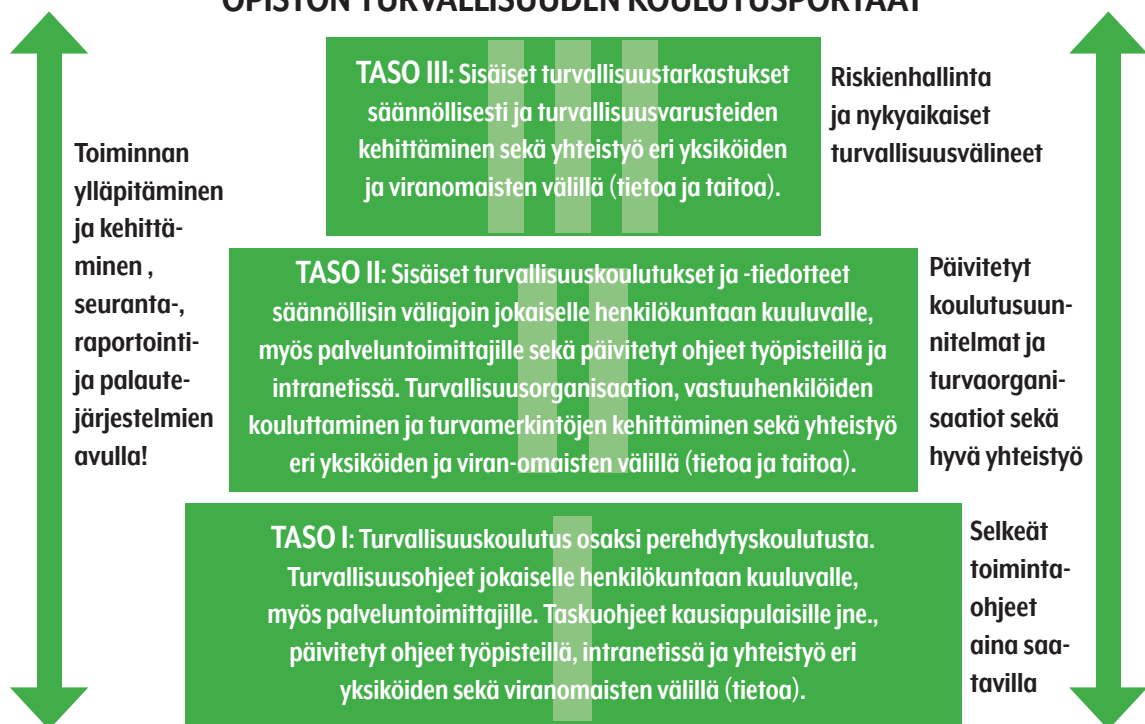 OPISTON TURVALLISUUDEN KOULUTUSPORTAAT
TASO III: Sisäiset turvallisuustarkastukset
säännöllisesti ja turvallisuusvarusteiden
kehittäminen sekä yhteistyö eri yksiköiden
ja viranomaisten välillä (tietoa ja taitoa).
Riskienhallinta
ja nykyaikaiset
turvallisuusvälineet
Toiminnan
ylläpitäminen
ja kehittä-
minen ,
seuranta-,
raportointi-
ja palaute-
järjestelmien
avulla!
TASO II: Sisäiset turvallisuuskoulutukset ja -tiedotteet
säännöllisin väliajoin jokaiselle henkilökuntaan kuuluvalle,
myös palveluntoimittajille sekä päivitetyt ohjeet työpisteillä ja
intranetissä. Turvallisuusorganisaation, vastuuhenkilöiden
kouluttaminen ja turvamerkintöjen kehittäminen sekä yhteistyö
eri yksiköiden ja viran-omaisten välillä (tietoa ja taitoa).
Päivitetyt
koulutusuun-
nitelmat ja
turvaorgani-
saatiot sekä
hyvä yhteistyö
TASO I: Turvallisuuskoulutus osaksi perehdytyskoulutusta.
Turvallisuusohjeet jokaiselle henkilökuntaan kuuluvalle,
myös palveluntoimittajille. Taskuohjeet kausiapulaisille jne.,
päivitetyt ohjeet työpisteillä, intranetissä ja yhteistyö eri
yksiköiden sekä viranomaisten välillä (tietoa).
Selkeät
toiminta-
ohjeet
aina saa-
tavilla